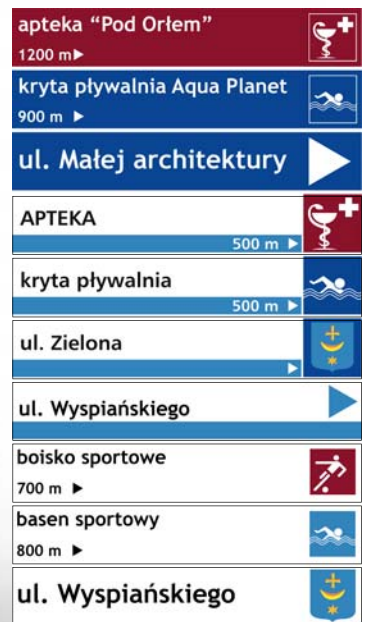 apteka “Pod Orłem”
1200 m
kryta pływalnia Aqua Planet
900 m
ul. Małej architektury
APTEKA
500 m
kryta pływalnia
500 m
ul. Zielona
ul. Wyspiańskiego
boisko sportowe
700 m
basen sportowy
800 m
ul. Wyspiańskiego